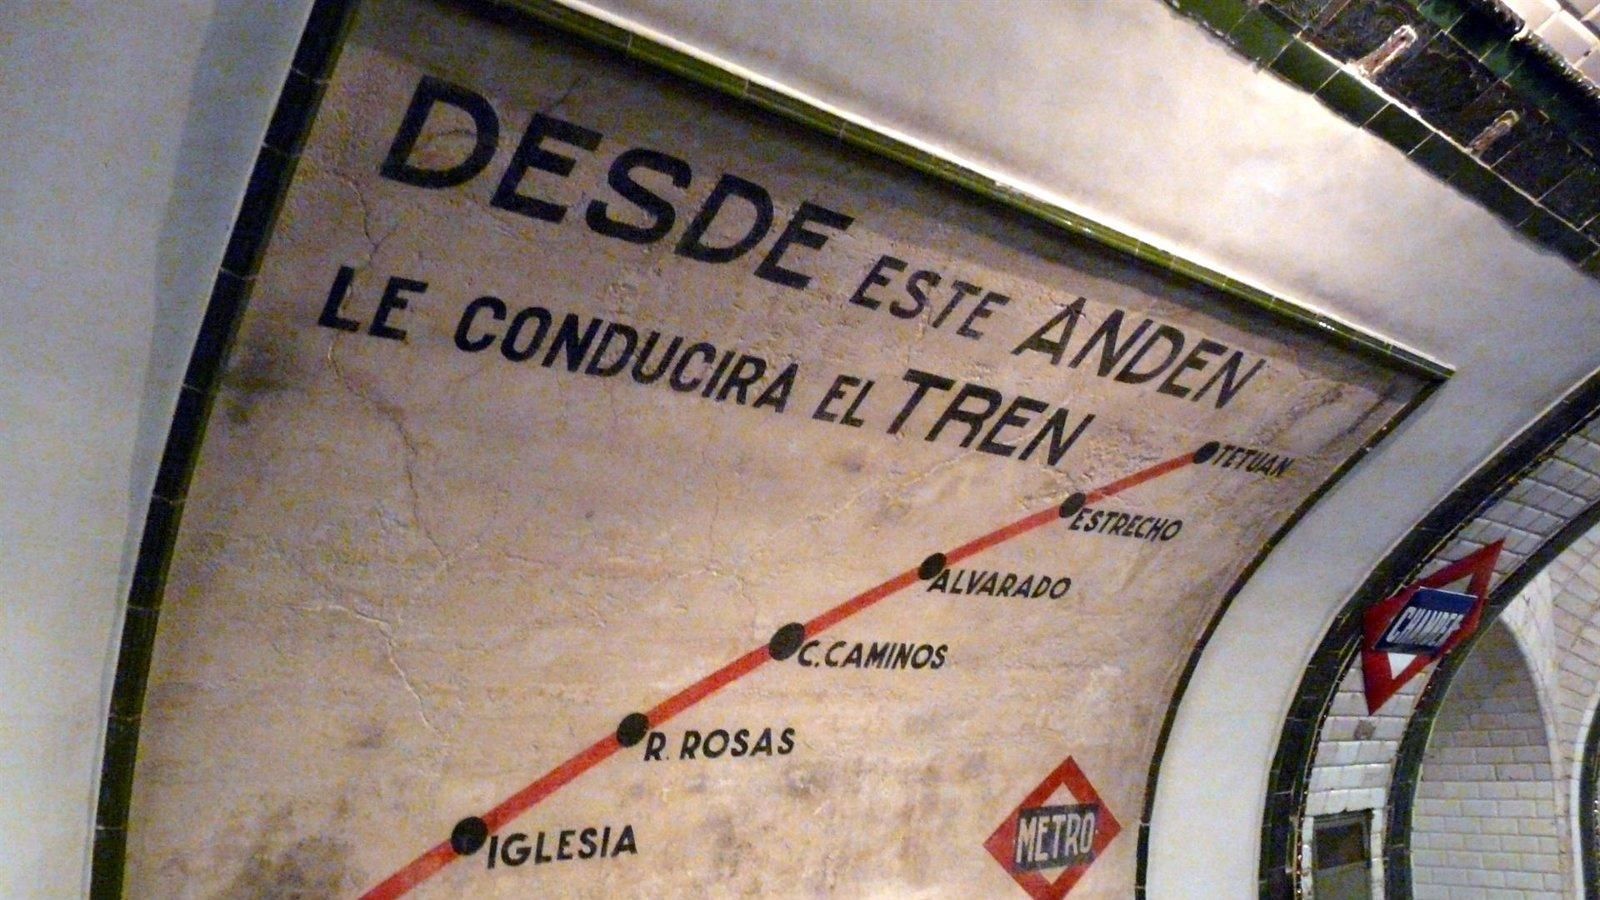 DESDE ESTE ANDEN
LE CONDUCIRA EL TREN
TETUAN
ESTRECHO
ALVARADO
C. CAMINOS
R. ROSAS
IGLESIA
METRO